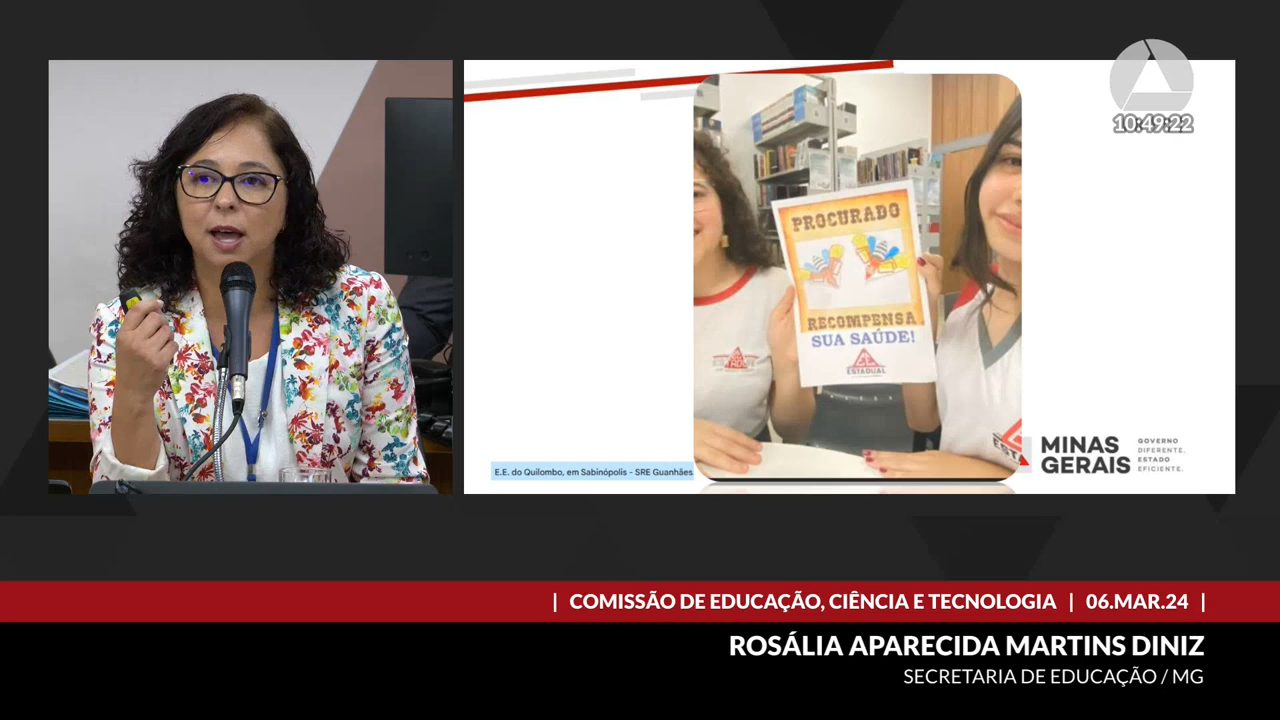 10:49:22
PROCURADO
RECOMPENSA
SUA SAÚDE!
ESTADUAL
E.E. do Quilombo, em Sabinópolis - SRE Guanhães
MINAS
GERAIS
GOVERNO
DIFERENTE.
ESTADO
EFICIENTE.
| COMISSÃO DE EDUCAÇÃO, CIÊNCIA E TECNOLOGIA | 06.MAR.24 |
ROSÁLIA APARECIDA MARTINS DINIZ
SECRETARIA DE EDUCAÇÃO / MG